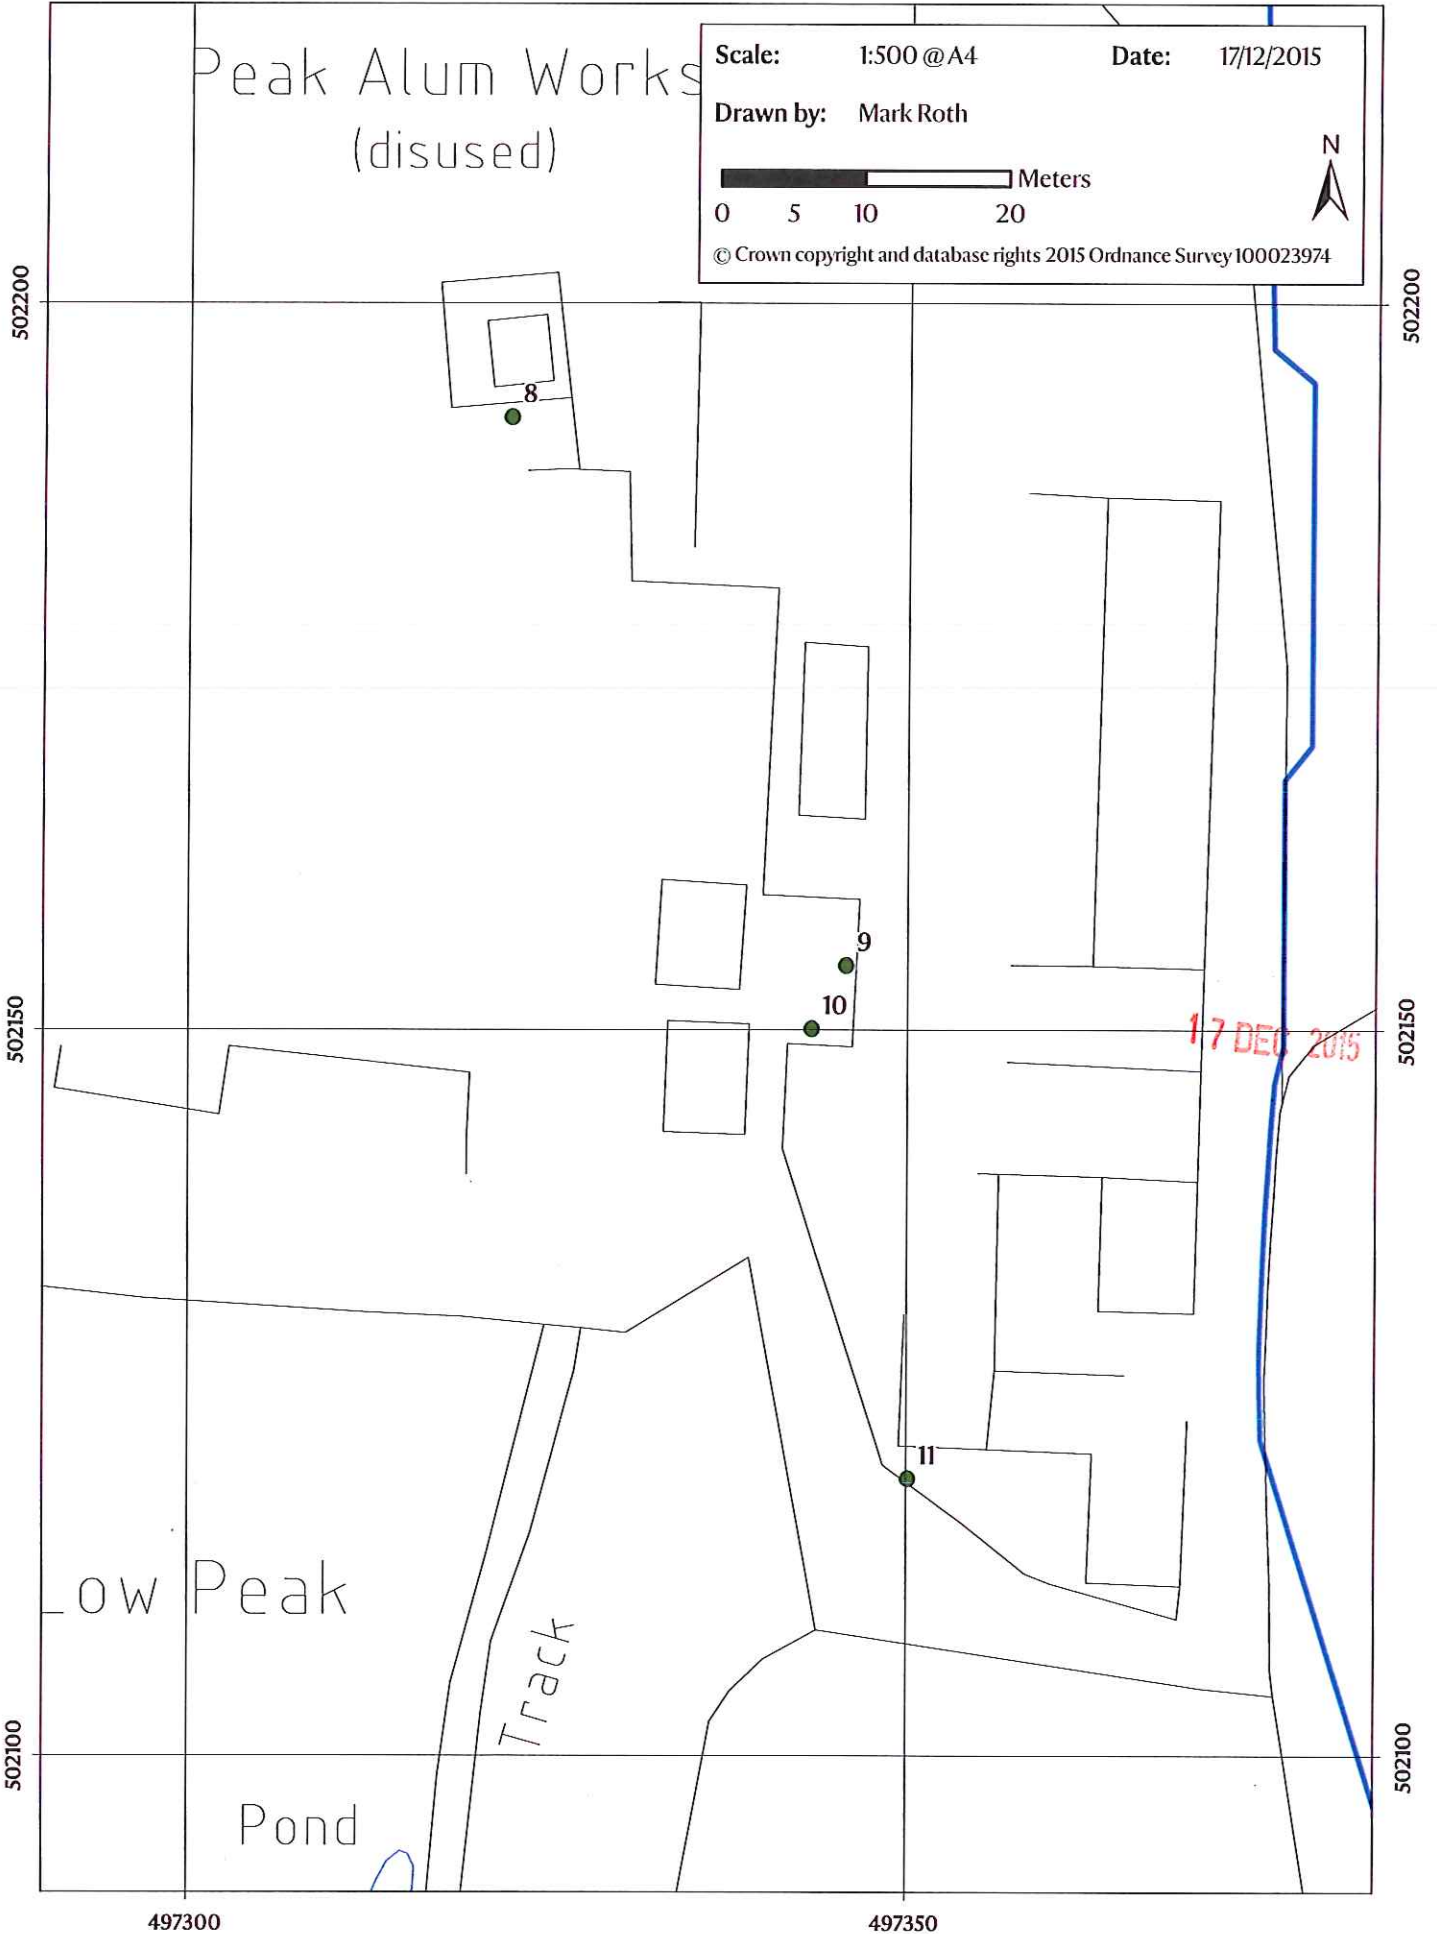 Peak Alum Works
(disused)
Scale: 1:500 @ A4 Date: 17/12/2015
Drawn by: Mark Roth
N
Meters
0 5 10 20
© Crown copyright and database rights 2015 Ordnance Survey 100023974
502200
502200
8
9
10
502150
502150
17 DEC 2015
11
ow Peak
Track
502100
502100
Pond
497300
497350